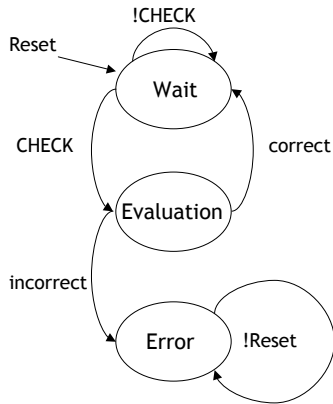 !CHECK
Reset
Wait
CHECK
correct
Evaluation
incorrect
Error
!Reset